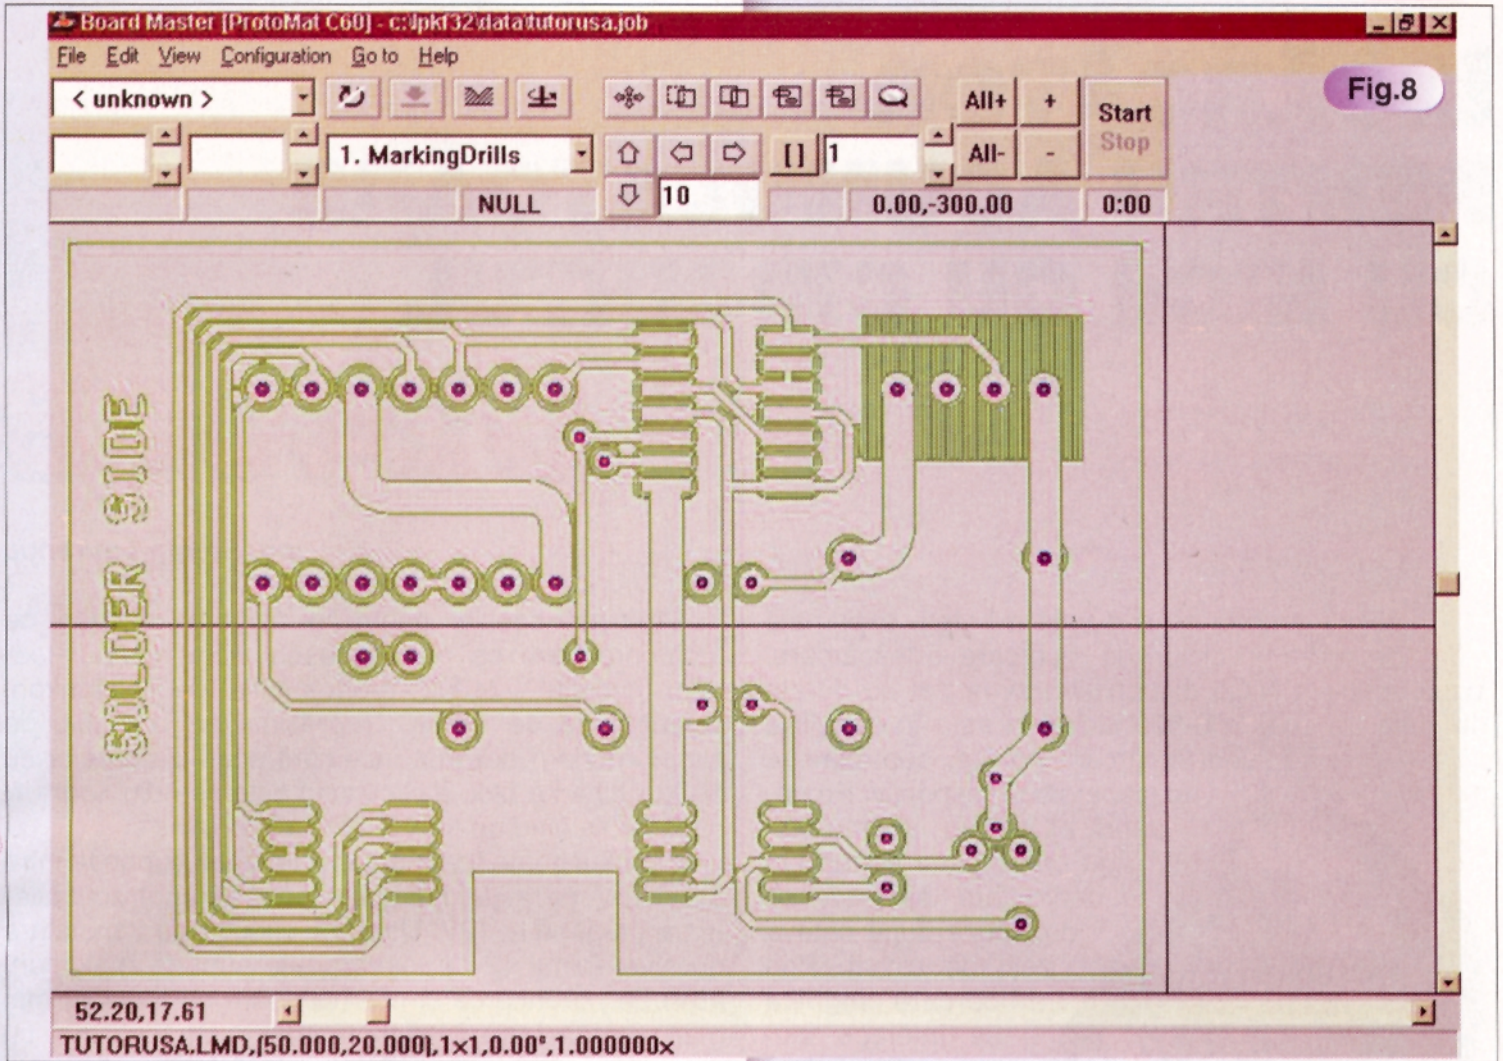 Board Master [ProtoMat C60] - c:\lpkf32\data\tutorusa.job
File Edit View Configuration Go to Help
Fig.8
< unknown >
All+ +
Start
Stop
1. MarkingDrills
[ ] 1
All- -
NULL
10
0.00,-300.00
0:00
SOLDER SIDE
52.20,17.61
TUTORUSA.LMD,(50.000,20.000),1x1,0.00°,1.000000x